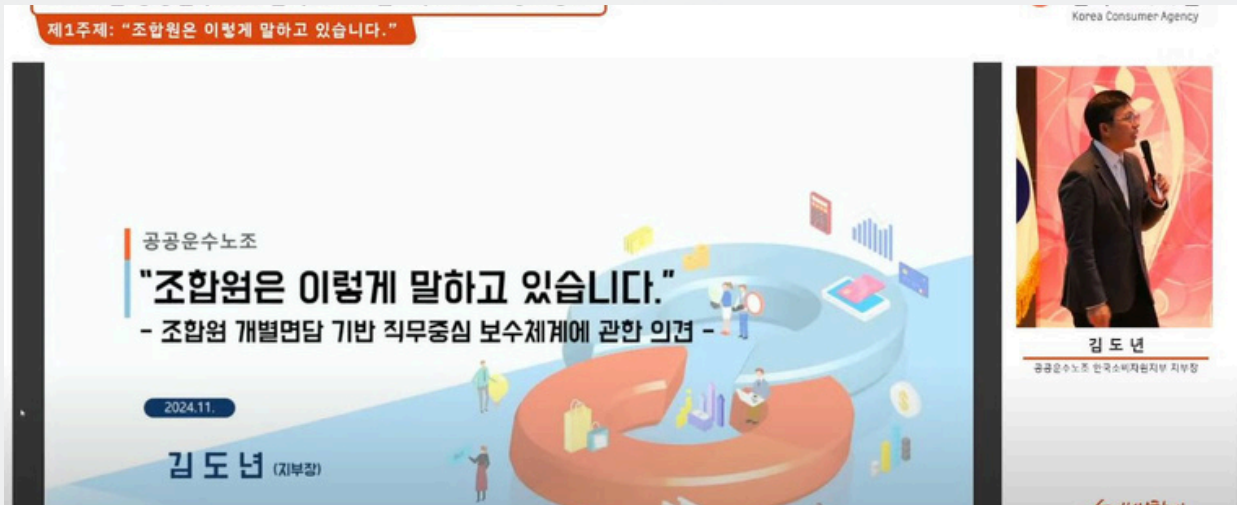 제1주제: “조합원은 이렇게 말하고 있습니다.”
Korea Consumer Agency
공공운수노조
“조합원은 이렇게 말하고 있습니다.”
- 조합원 개별면담 기반 직무중심 보수체계에 관한 의견 -
2024.11.
김 도 년 (지부장)
김 도 년
공공운수노조 한국소비자원지부 지부장